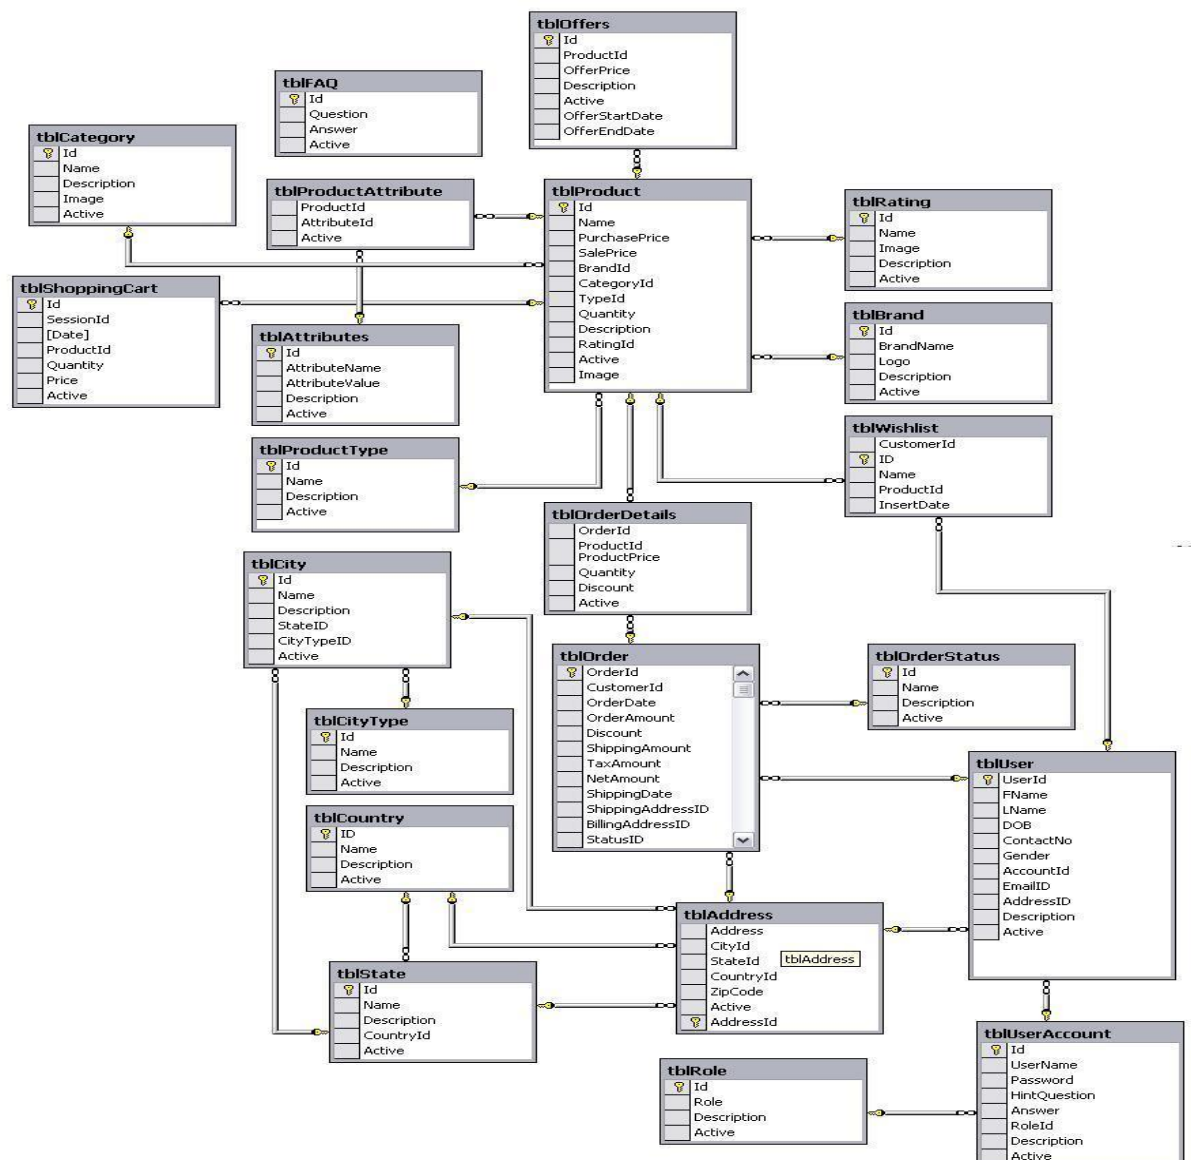 tblOffers
Id
ProductId
OfferPrice
Description
Active
OfferStartDate
OfferEndDate
tblFAQ
Id
Question
Answer
Active
tblCategory
Id
Name
Description
Image
Active
tblProductAttribute
ProductId
AttributeId
Active
tblProduct
Id
Name
PurchasePrice
SalePrice
BrandId
CategoryId
TypeId
Quantity
Description
RatingId
Active
Image
tblRating
Id
Name
Image
Description
Active
tblShoppingCart
Id
SessionId
[Date]
ProductId
Quantity
Price
Active
tblAttributes
Id
AttributeName
AttributeValue
Description
Active
tblBrand
Id
BrandName
Logo
Description
Active
tblWishlist
CustomerId
ID
Name
ProductId
InsertDate
tblProductType
Id
Name
Description
Active
tblOrderDetails
OrderId
ProductId
ProductPrice
Quantity
Discount
Active
tblCity
Id
Name
Description
StateID
CityTypeID
Active
tblOrder
OrderId
CustomerId
OrderDate
OrderAmount
Discount
ShippingAmount
TaxAmount
NetAmount
ShippingDate
ShippingAddressID
BillingAddressID
StatusID
tblOrderStatus
Id
Name
Description
Active
tblCityType
Id
Name
Description
Active
tblUser
UserId
FName
LName
DOB
ContactNo
Gender
AccountId
EmailID
AddressID
Description
Active
tblCountry
ID
Name
Description
Active
tblAddress
Address
CityId
StateId
CountryId
ZipCode
Active
AddressId
tblAddress
tblState
Id
Name
Description
CountryId
Active
tblUserAccount
Id
UserName
Password
HintQuestion
Answer
RoleId
Description
Active
tblRole
Id
Role
Description
Active